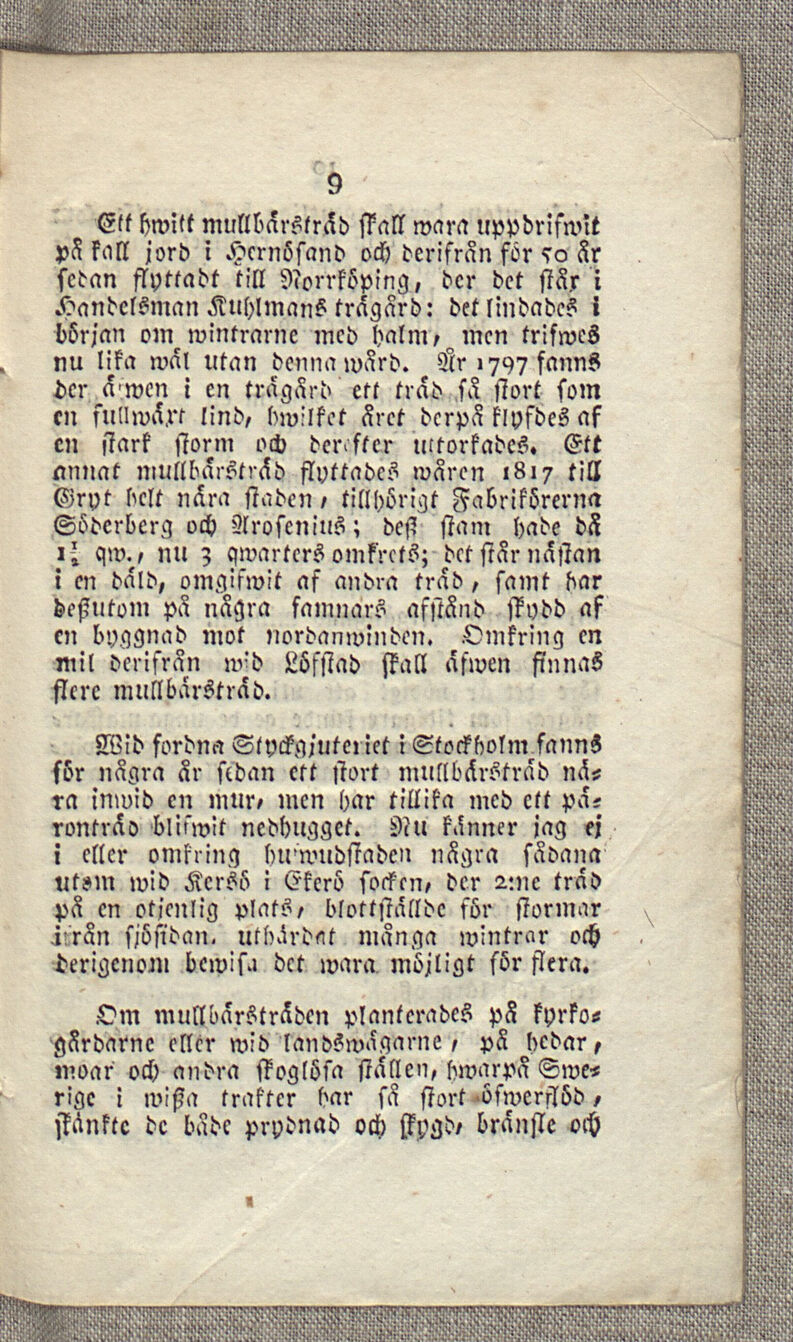 9
Ett hwitt mullbärsträd skall wara uppdrifwit
på kall jord i Hernösand och derifrån för 50 år
sedan flyttadt till Norrköping, der det står i
Handelsman Kuhlmans trägård: det lindades i
början om wintrarne med halm, men trifwes
nu lika wäl utan denna wård. År 1797 fanns
der äfwen i en trägård ett träd så stort som
en fullwäxt lind, hwilket året derpå klyfdes af
en stark storm och derefter uttorkades. Ett
annat mullbärsträd flyttades wåren 1817 till
Gryt helt nära staden, tillhörigt Fabrikörerna
Söderberg och Arosenius; deß stam hade då
1½ qw., nu 3 qwarters omkrets; det står nästan
i en däld, omgifwit af andra träd, samt har
deßutom på några famnars afstånd skydd af
en byggnad mot nordanwinden. Omkring en
mil derifrån wid Löfstad skall äfwen finnas
flere mullbärsträd.
Wid fordna Styckgjuteriet i Stockholm fanns
för några år sedan ett stort mullbärsträd nä-
ra inwid en mur, men har tillika med ett pä-
ronträd blifwit nedhugget. Nu känner jag ej
i eller omkring hufwudstaden några sådana
utom wid Kersö i Ekerö socken, der 2:ne träd
på en otjenlig plats, blottställde för stormar
ifrån sjösidan, uthärdat många wintrar och
derigenom bewisa det wara möjligt för flera.
Om mullbärsträden planterades på kyrko-
gårdarne eller wid landswägarne, på hedar,
moar och andra skoglösa ställen, hwarpå Swe-
rige i wißa trakter har så stort öfwerflöd,
skänkte de både prydnad och skygd, bränsle och